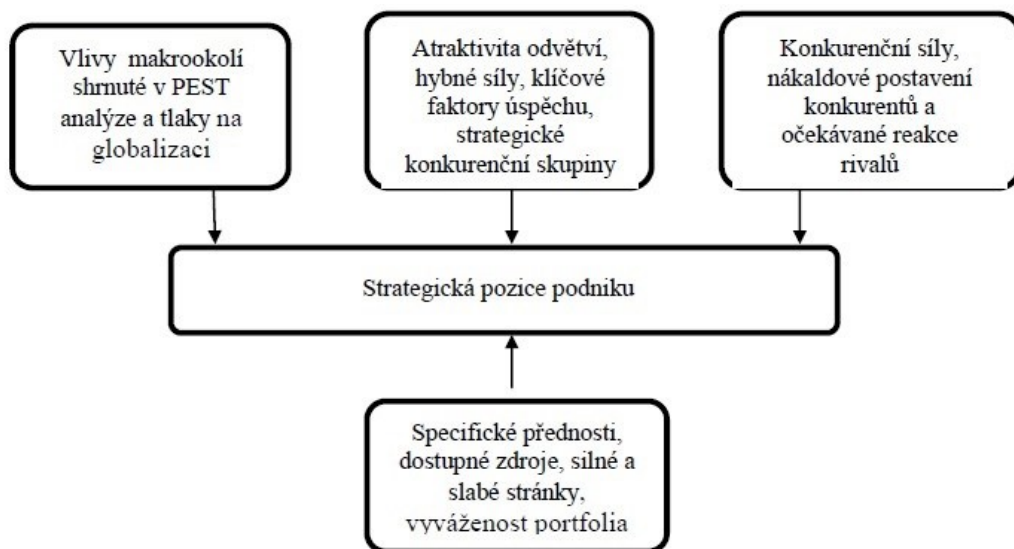 Vlivy makrookolí
shrnuté v PEST
analýze a tlaky na
globalizaci
Atraktivita odvětví,
hybné síly, klíčové
faktory úspěchu,
strategické
konkurenční skupiny
Konkurenční síly,
nákaldové postavení
konkurentů a
očekávané reakce
rivalů
Strategická pozice podniku
Specifické přednosti,
dostupné zdroje, silné a
slabé stránky,
vyváženost portfolia